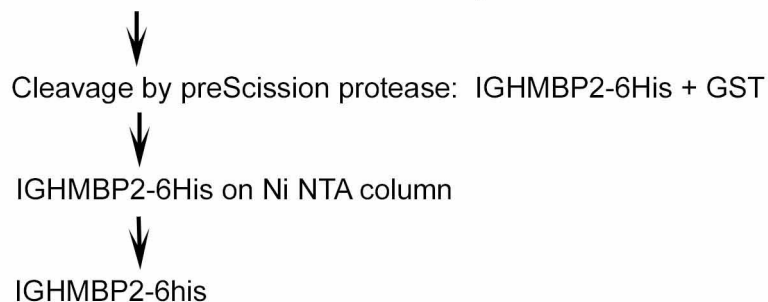 Cleavage by preScission protease: IGHMBP2-6His + GST
IGHMBP2-6His on Ni NTA column
IGHMBP2-6his